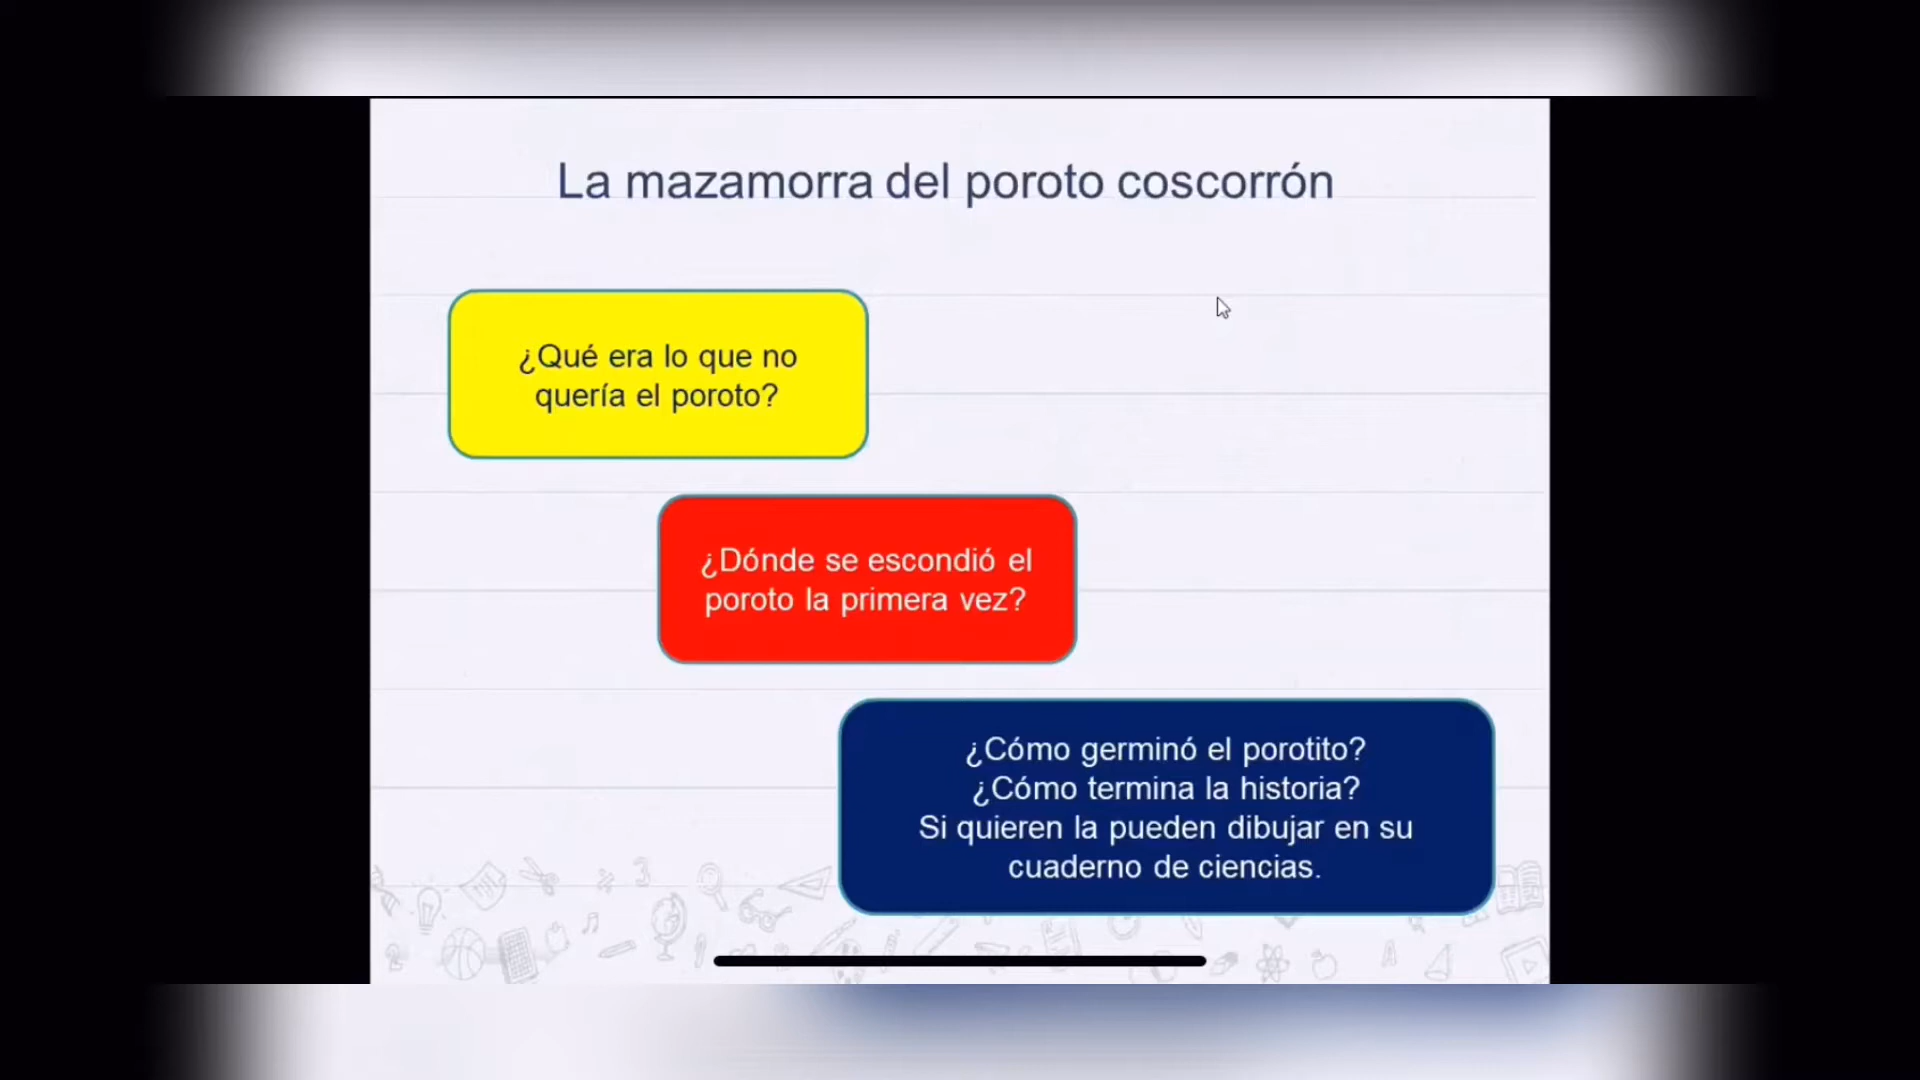 La mazamorra del poroto coscorrón
¿Qué era lo que no
quería el poroto?
¿Dónde se escondió el
poroto la primera vez?
¿Cómo germinó el porotito?
¿Cómo termina la historia?
Si quieren la pueden dibujar en su
cuaderno de ciencias.